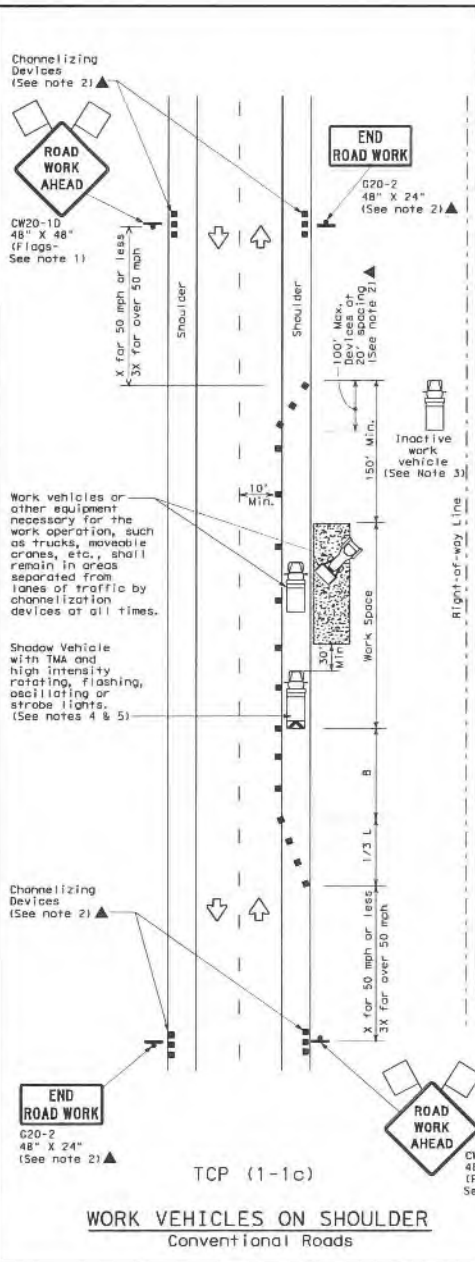 Channelizing
Devices
(See note 2) ▲
ROAD
WORK
AHEAD
CW20-1D
48" X 48"
(Flags-
See note 1)
END
ROAD WORK
G20-2
48" X 24"
(See note 2) ▲
X for 50 mph or less
3X for over 50 mph
Shoulder
Shoulder
100' Max.
Devices at
20' spacing
(See note 2) ▲
150' Min.
Inactive
work
vehicle
(See Note 3)
Right-of-way Line
10'
Min.
Work vehicles or
other equipment
necessary for the
work operation, such
as trucks, moveable
cranes, etc., shall
remain in areas
separated from
lanes of traffic by
channelization
devices at all times.
Work Space
30'
Min
Shadow Vehicle
with TMA and
high intensity
rotating, flashing,
oscillating or
strobe lights.
(See notes 4 & 5)
B
1/3 L
Channelizing
Devices
(See note 2) ▲
X for 50 mph or less
3X for over 50 mph
END
ROAD WORK
G20-2
48" X 24"
(See note 2) ▲
ROAD
WORK
AHEAD
TCP (1-1c)
WORK VEHICLES ON SHOULDER
Conventional Roads